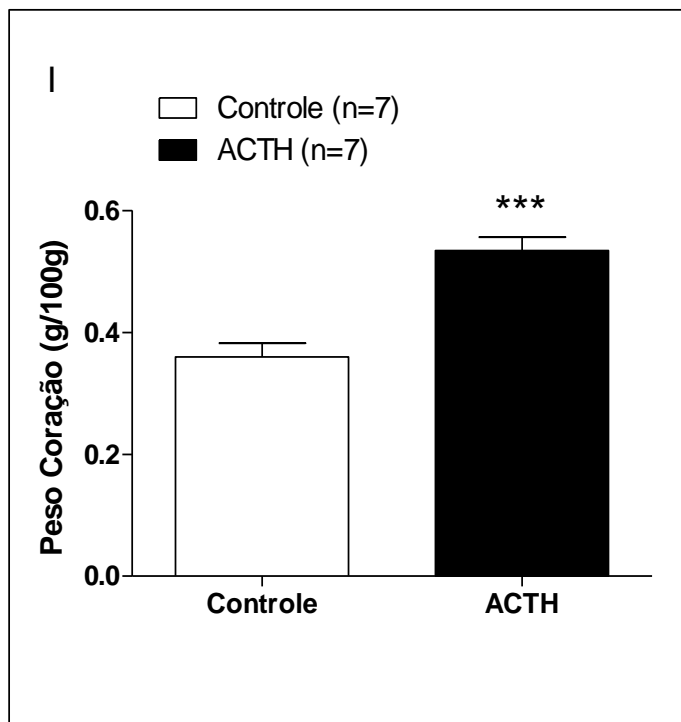 I
Controle (n=7)
ACTH (n=7)
Peso Coração (g/100g)
0.6
0.4
0.2
0.0
***
Controle
ACTH